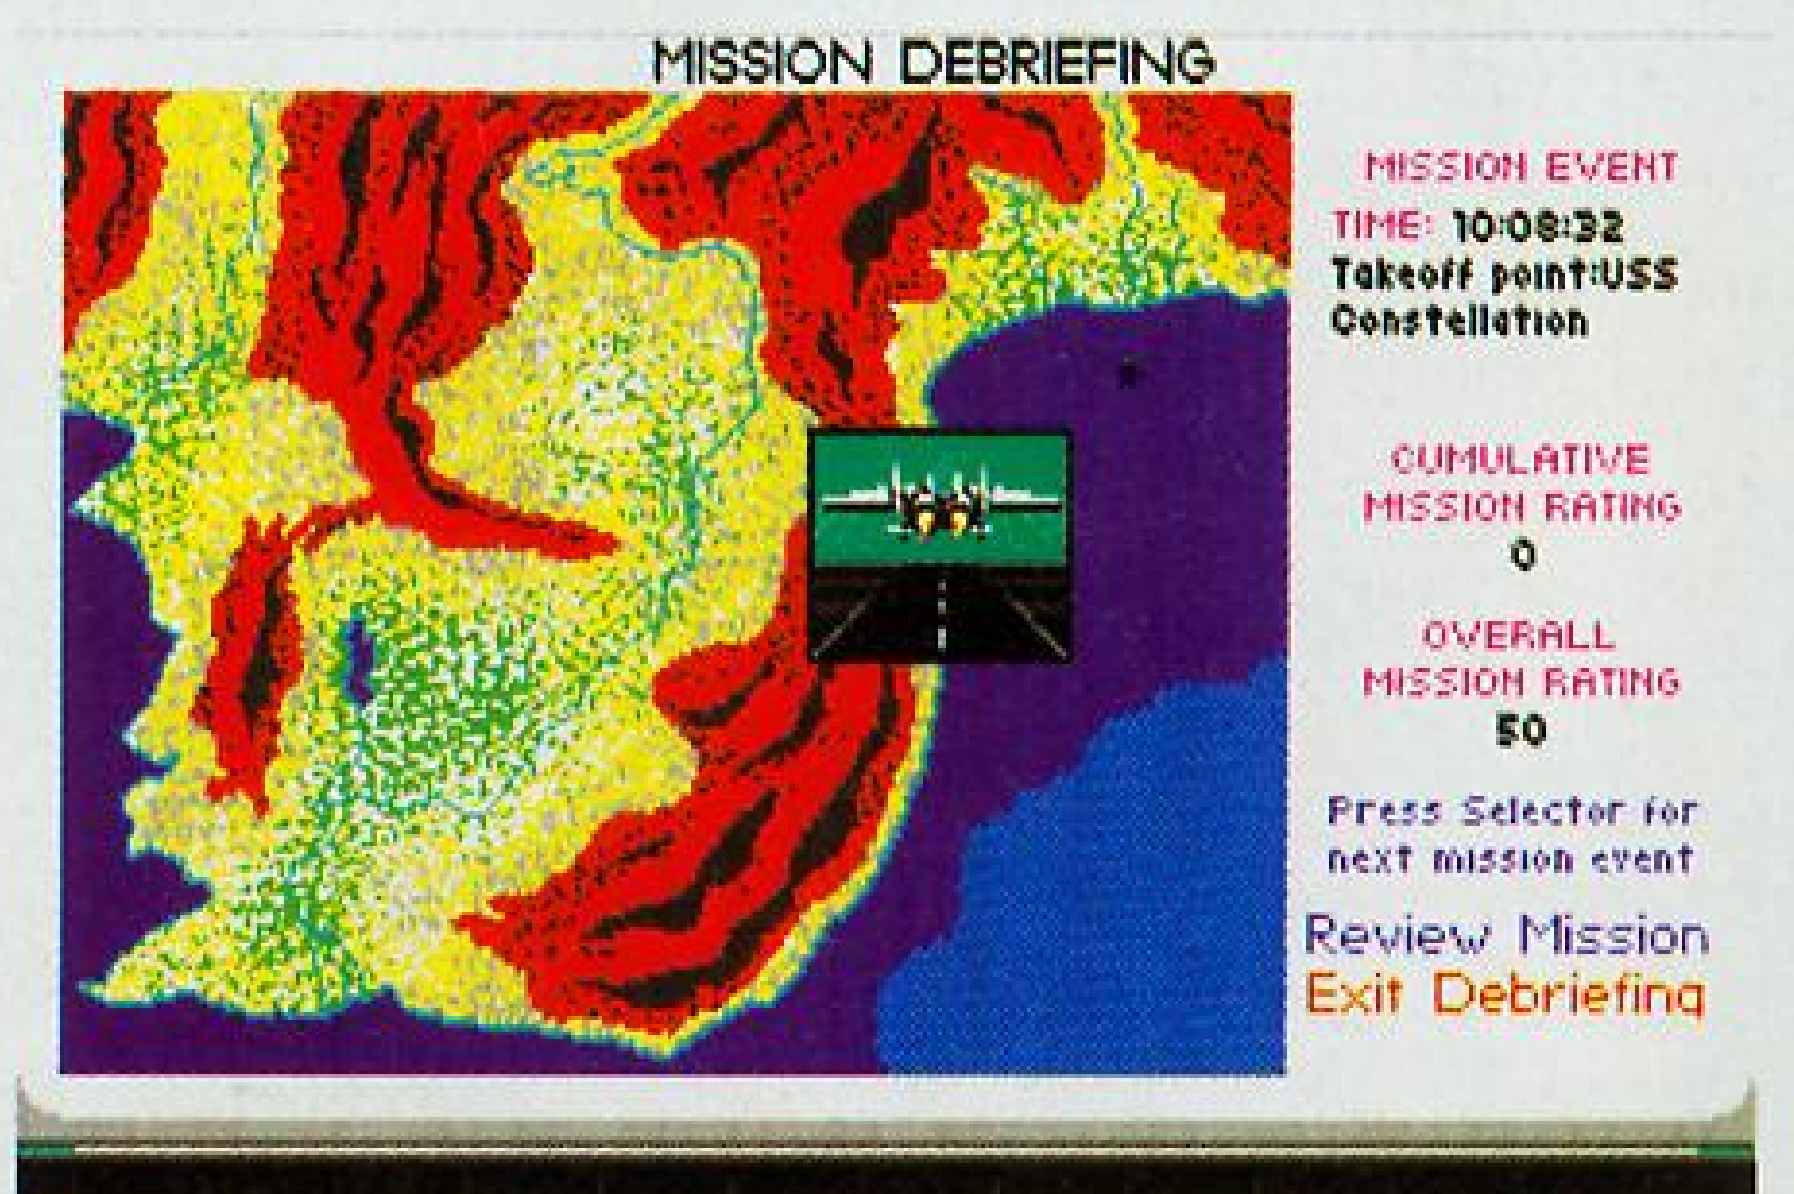 MISSION DEBRIEFING
MISSION EVENT
TIME: 10:08:32
Takeoff point:USS
Constellation
CUMULATIVE
MISSION RATING
0
OVERALL
MISSION RATING
50
Press Selector for
next mission event
Review Mission
Exit Debriefing